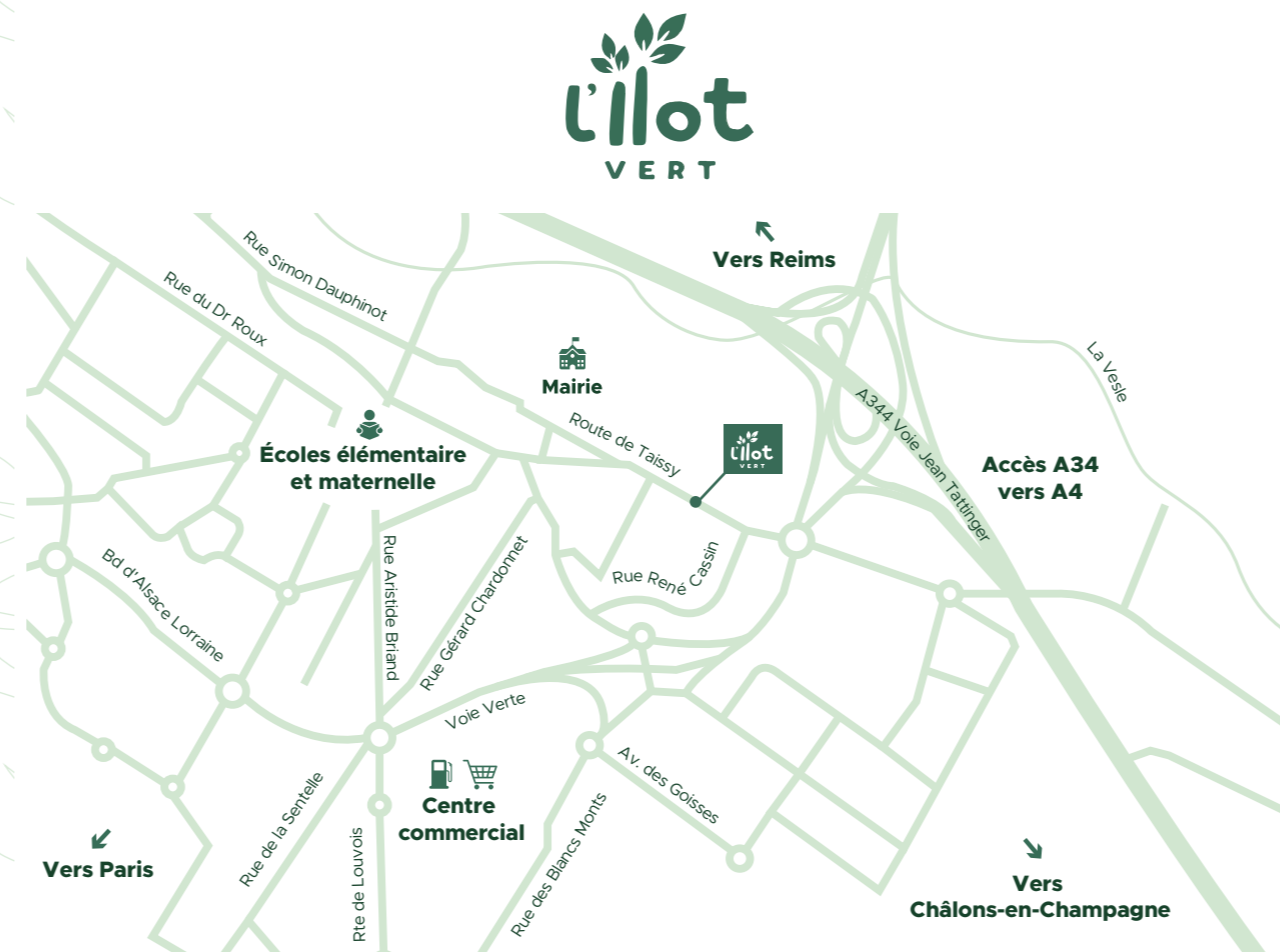 l'Ilot
VERT
Vers Reims
Rue Simon Dauphinot
Rue du Dr Roux
La Vesle
Mairie
A344 Voie Jean Tattinger
Route de Taissy
l'Ilot
VERT
Écoles élémentaire
et maternelle
Accès A34
vers A4
Rue René Cassin
Bd d'Alsace Lorraine
Rue Aristide Briand
Rue Gérard Chardonnet
Voie Verte
Av. des Goisses
Centre
commercial
Rue de la Sentelle
Rte de Louvois
Rue des Blancs Monts
Vers Paris
Vers
Châlons-en-Champagne